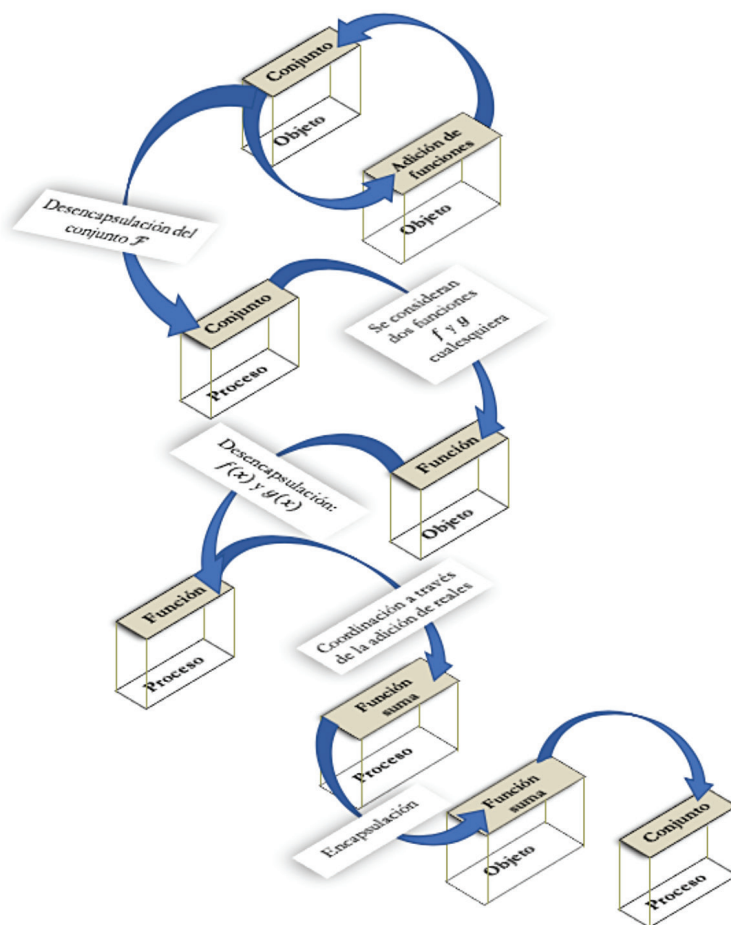 Conjunto
Objeto
Adición de
funciones
Objeto
Desencapsulación del
conjunto ℱ
Conjunto
Proceso
Se consideran
dos funciones
f y g
cualesquiera
Función
Objeto
Desencapsulación:
f(x) y g(x)
Función
Proceso
Coordinación a través
de la adición de reales
Función
suma
Proceso
Encapsulación
Función
suma
Objeto
Conjunto
Proceso